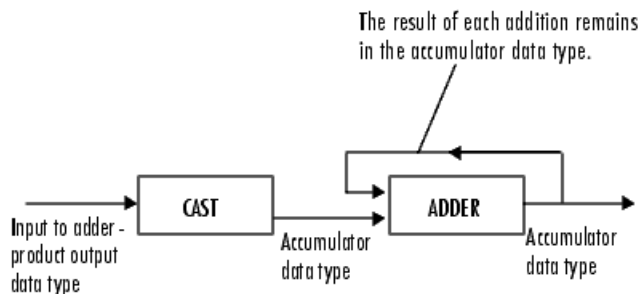 The result of each addition remains
in the accumulator data type.
CAST
ADDER
Input to adder -
product output
data type
Accumulator
data type
Accumulator
data type